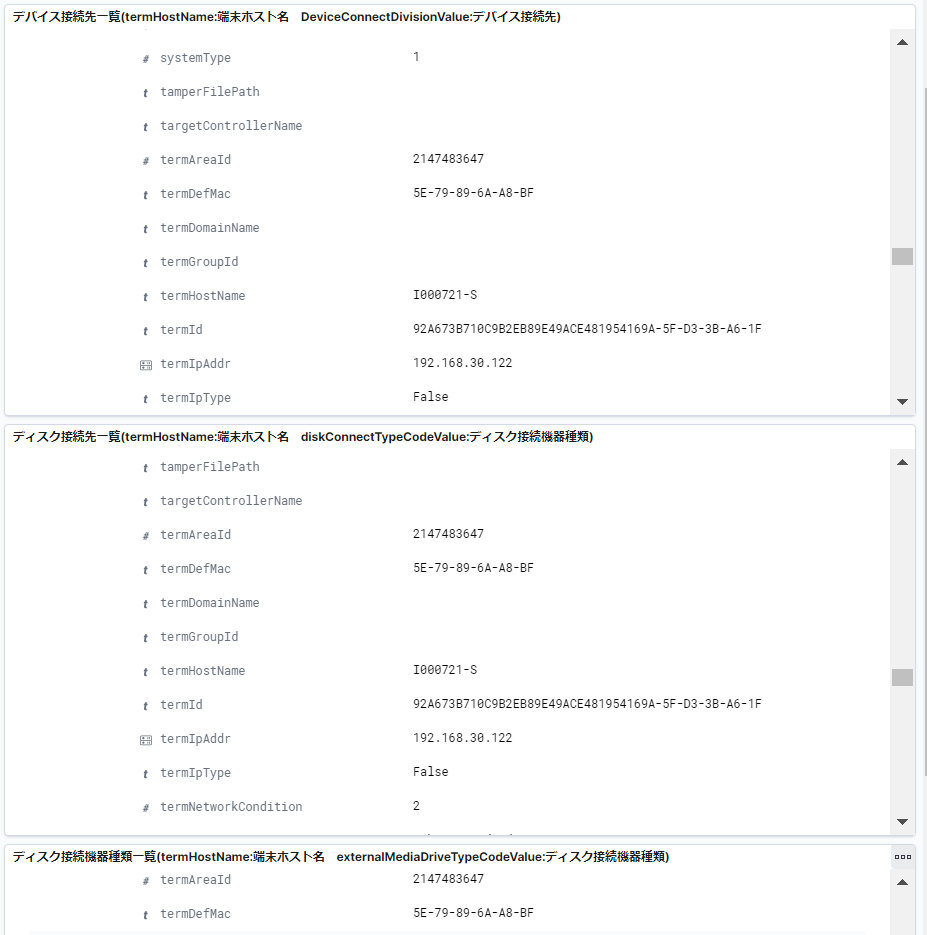 デバイス接続先一覧(termHostName:端末ホスト名　DeviceConnectDivisionValue:デバイス接続先)
# systemType 1
t tamperFilePath
t targetControllerName
# termAreaId 2147483647
t termDefMac 5E-79-89-6A-A8-BF
t termDomainName
t termGroupId
t termHostName I000721-S
t termId 92A673B710C9B2EB89E49ACE481954169A-5F-D3-3B-A6-1F
termIpAddr 192.168.30.122
t termIpType False
ディスク接続先一覧(termHostName:端末ホスト名　diskConnectTypeCodeValue:ディスク接続機器種類)
t tamperFilePath
t targetControllerName
# termAreaId 2147483647
t termDefMac 5E-79-89-6A-A8-BF
t termDomainName
t termGroupId
t termHostName I000721-S
t termId 92A673B710C9B2EB89E49ACE481954169A-5F-D3-3B-A6-1F
termIpAddr 192.168.30.122
t termIpType False
# termNetworkCondition 2
ディスク接続機器種類一覧(termHostName:端末ホスト名　externalMediaDriveTypeCodeValue:ディスク接続機器種類)
# termAreaId 2147483647
t termDefMac 5E-79-89-6A-A8-BF